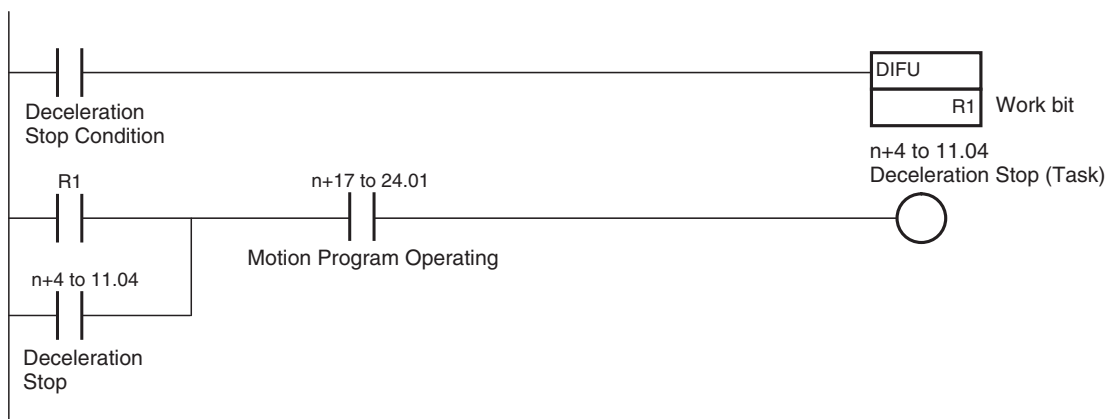 DIFU
R1 Work bit
Deceleration
Stop Condition
n+4 to 11.04
Deceleration Stop (Task)
R1
n+17 to 24.01
Motion Program Operating
n+4 to 11.04
Deceleration
Stop